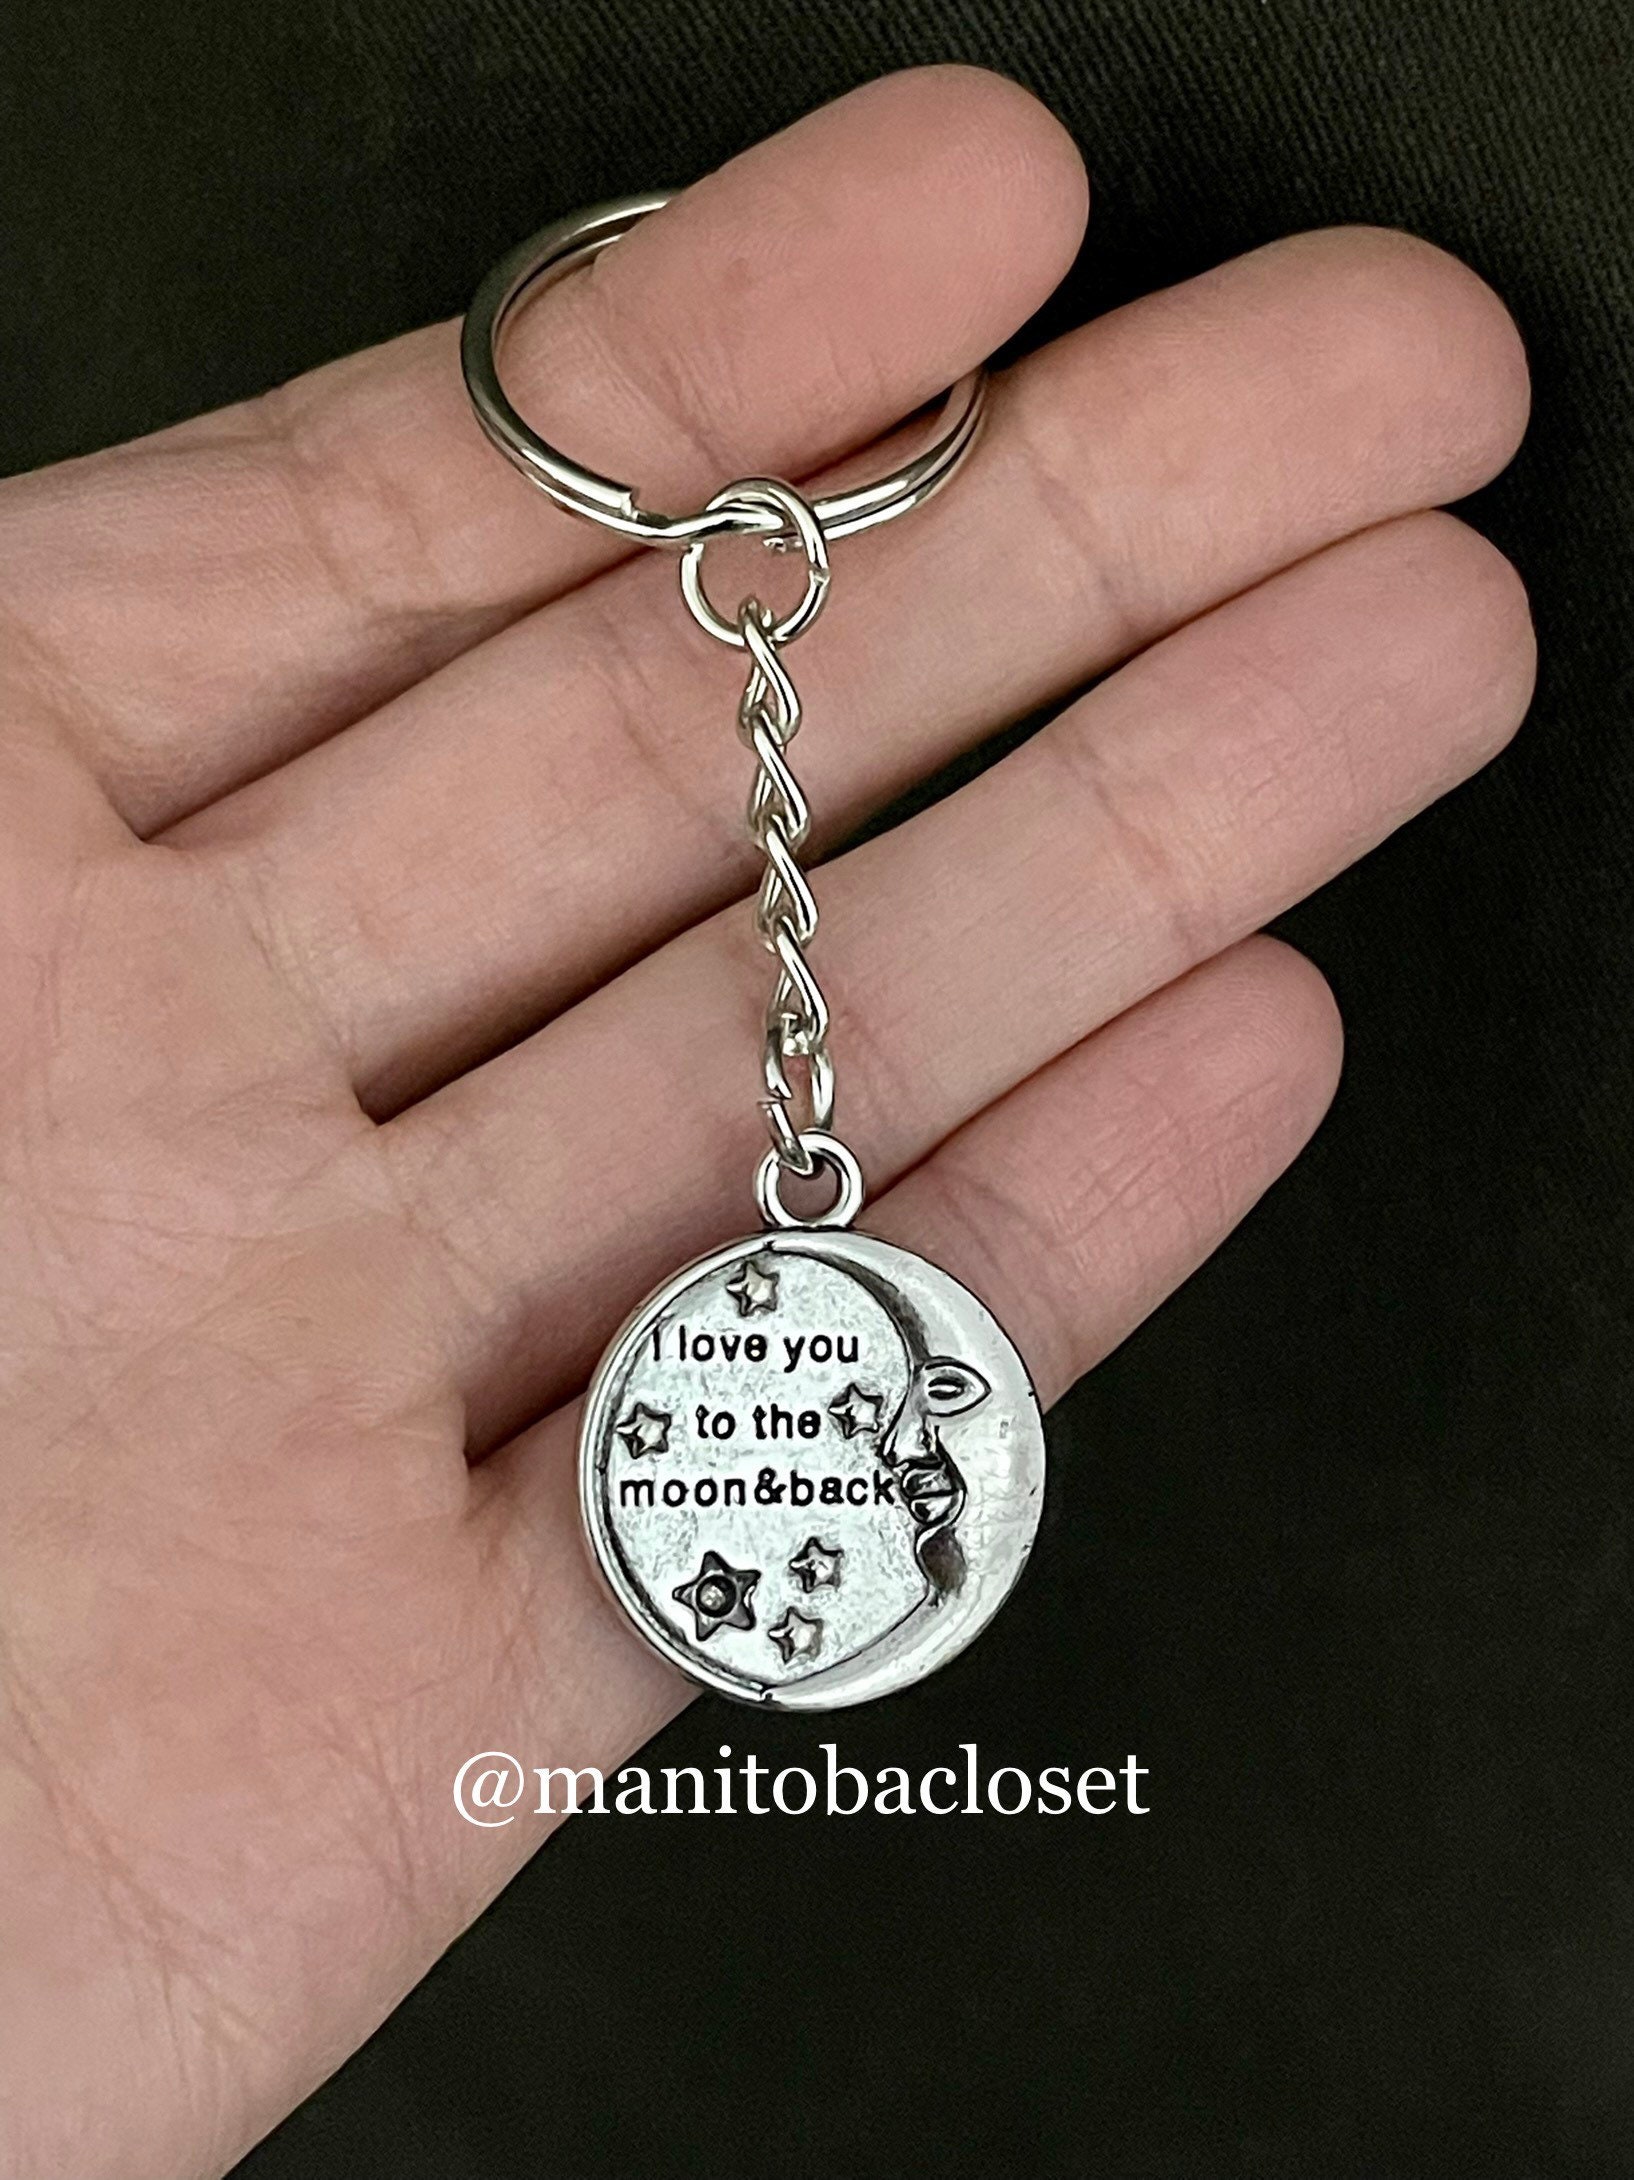 I love you
to the
moon&back
@manitobacloset